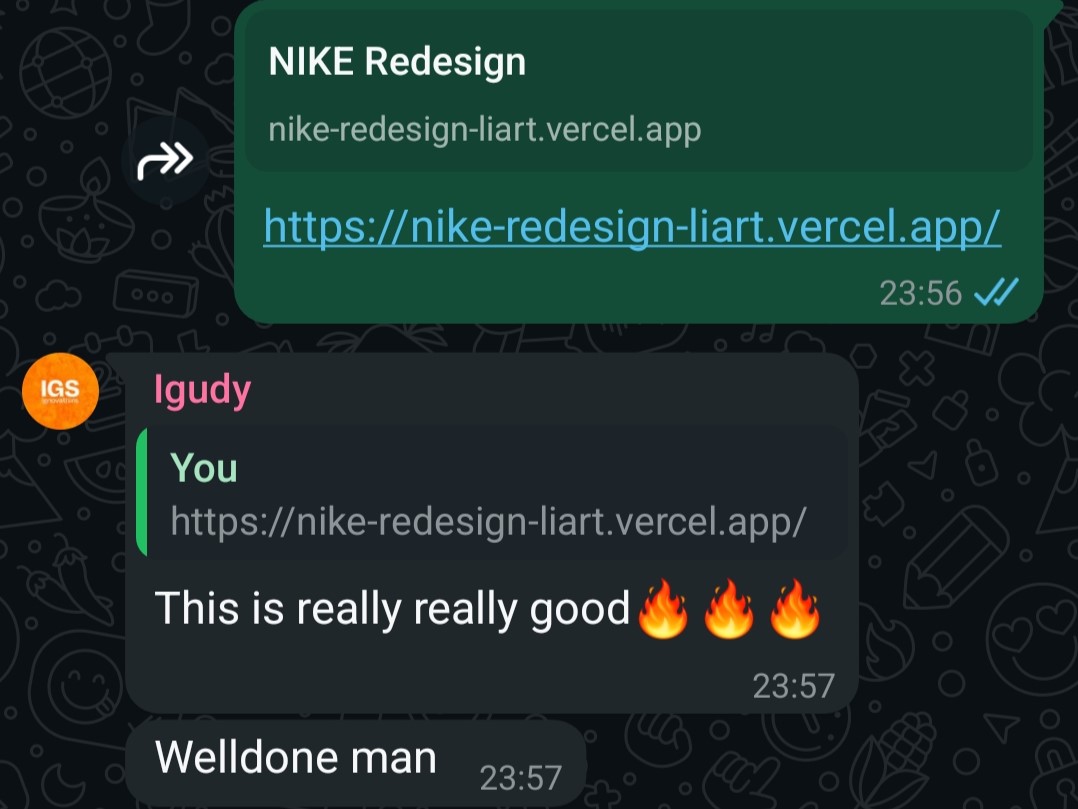 NIKE Redesign
nike-redesign-liart.vercel.app
https://nike-redesign-liart.vercel.app/
23:56
IGS
Igudy
You
https://nike-redesign-liart.vercel.app/
This is really really good🔥🔥🔥
23:57
Welldone man
23:57